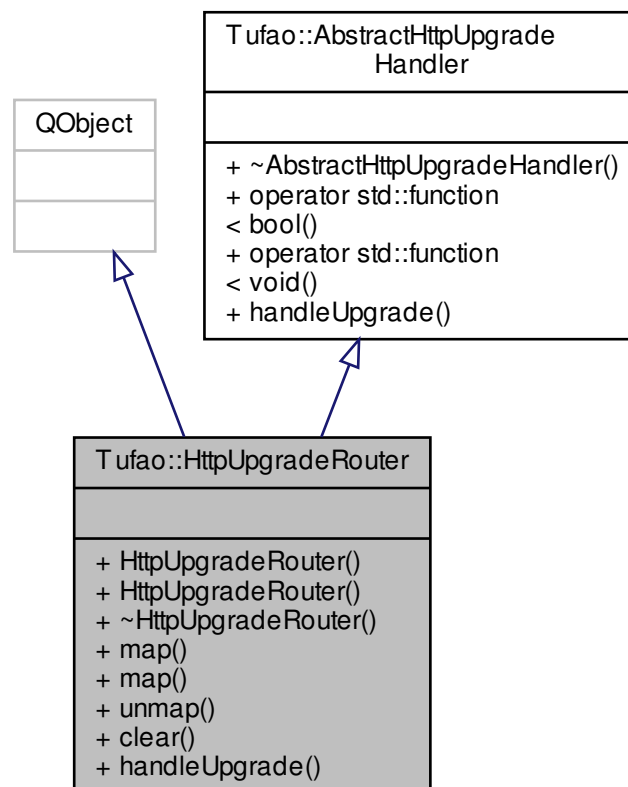 Tufao::AbstractHttpUpgrade
Handler
QObject
+ ~AbstractHttpUpgradeHandler()
+ operator std::function
< bool()
+ operator std::function
< void()
+ handleUpgrade()
Tufao::HttpUpgradeRouter
+ HttpUpgradeRouter()
+ HttpUpgradeRouter()
+ ~HttpUpgradeRouter()
+ map()
+ map()
+ unmap()
+ clear()
+ handleUpgrade()